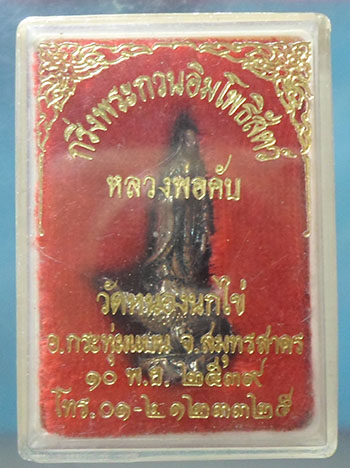 กริ่งพระกวนอิมโพธิสัตว์
หลวงพ่อคับ
วัดหนองนกไข่
อ.กระทุ่มแบน จ.สมุทรสาคร
๑๐ พ.ย. ๒๕๓๙
โทร.๐๑-๒๑๒๓๓๒๕